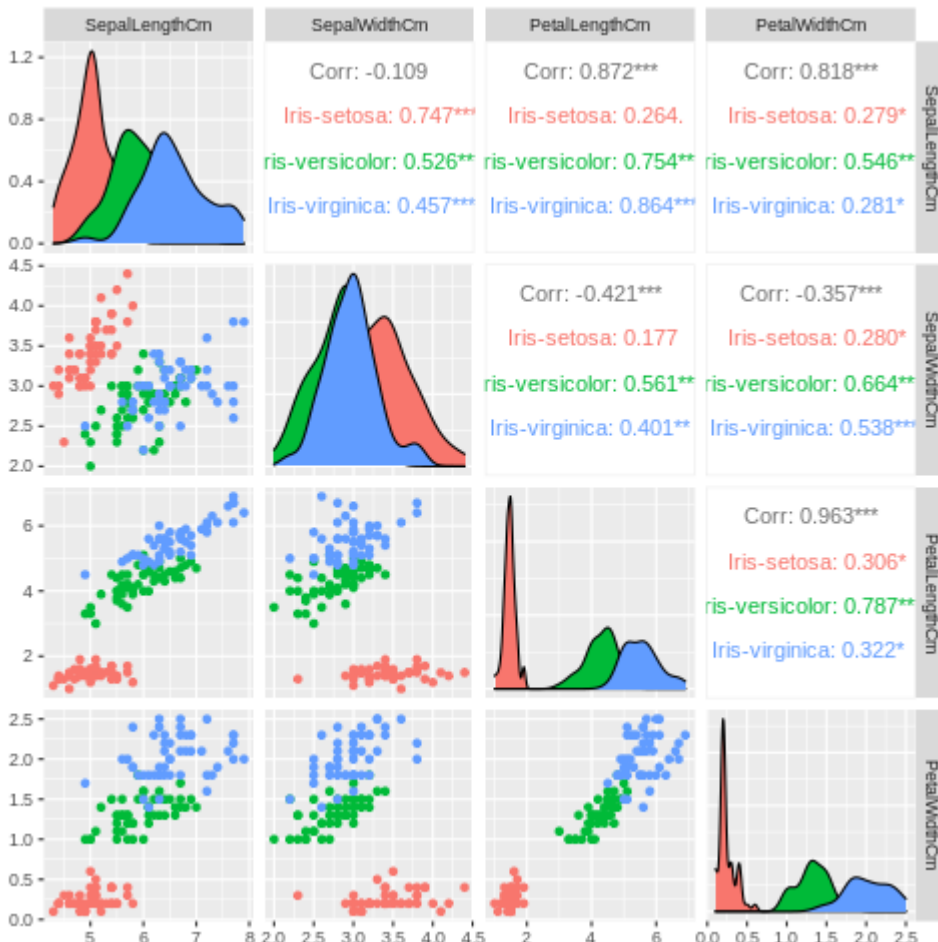 SepalLengthCm SepalWidthCm PetalLengthCm PetalWidthCm
1.2
0.8
0.4
0.0
Corr: -0.109
Iris-setosa: 0.747***
ris-versicolor: 0.526**
Iris-virginica: 0.457***
Corr: 0.872***
Iris-setosa: 0.264.
ris-versicolor: 0.754**
Iris-virginica: 0.864***
Corr: 0.818***
Iris-setosa: 0.279*
ris-versicolor: 0.546**
Iris-virginica: 0.281*
SepalLengthCm
4.5
4.0
3.5
3.0
2.5
2.0
Corr: -0.421***
Iris-setosa: 0.177
ris-versicolor: 0.561**
Iris-virginica: 0.401**
Corr: -0.357***
Iris-setosa: 0.280*
ris-versicolor: 0.664**
Iris-virginica: 0.538***
SepalWidthCm
6
4
2
Corr: 0.963***
Iris-setosa: 0.306*
ris-versicolor: 0.787**
Iris-virginica: 0.322*
PetalLengthCm
2.5
2.0
1.5
1.0
0.5
0.0
PetalWidthCm
5 6 7 8 2.0 2.5 3.0 3.5 4.0 4.5 2 4 6 0.0 0.5 1.0 1.5 2.0 2.5